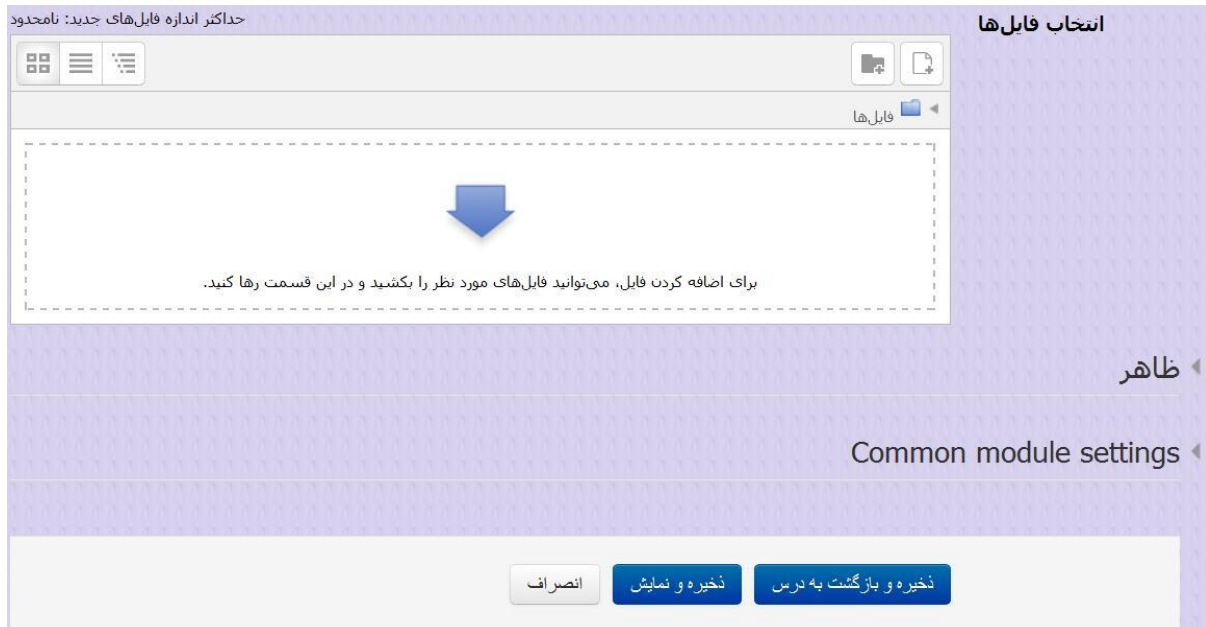 انتخاب فایل‌ها
حداکثر اندازه فایل‌های جدید: نامحدود
فایل‌ها
برای اضافه کردن فایل، می‌توانید فایل‌های مورد نظر را بکشید و در این قسمت رها کنید.
ظاهر
Common module settings
ذخیره و بازگشت به درس
ذخیره و نمایش
انصراف